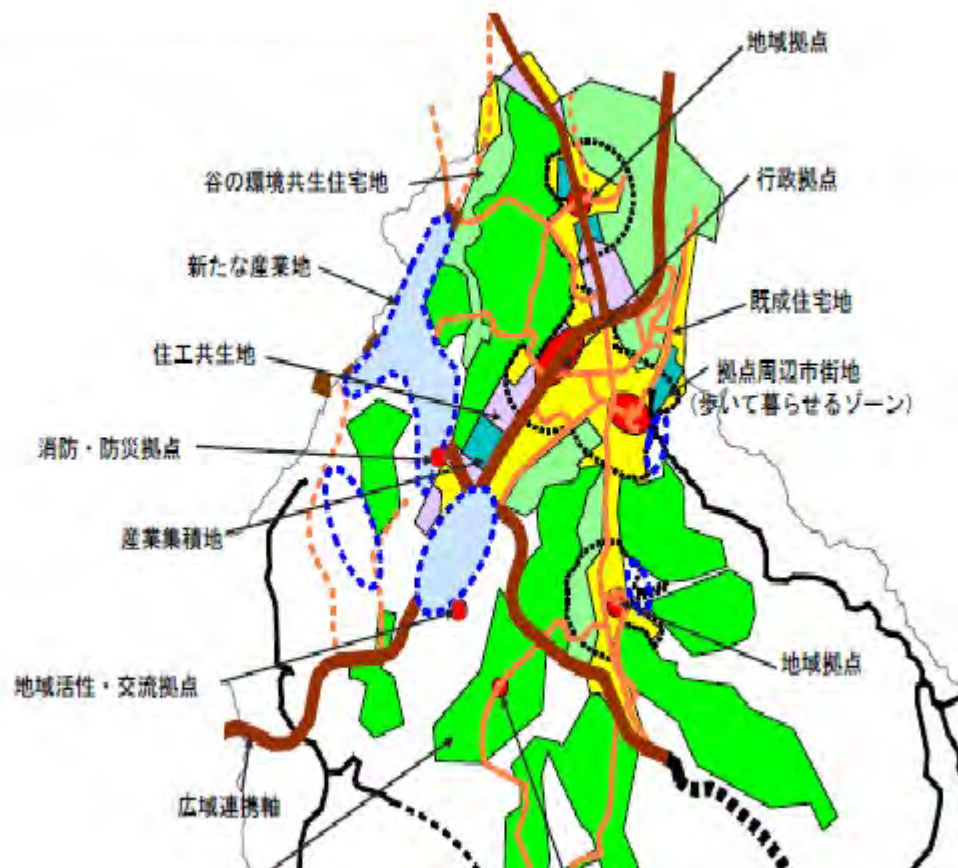 地域拠点
谷の環境共生住宅地
行政拠点
新たな産業地
既成住宅地
住工共生地
拠点周辺市街地
(歩いて暮らせるゾーン)
消防・防災拠点
産業集積地
地域拠点
地域活性・交流拠点
広域連携軸